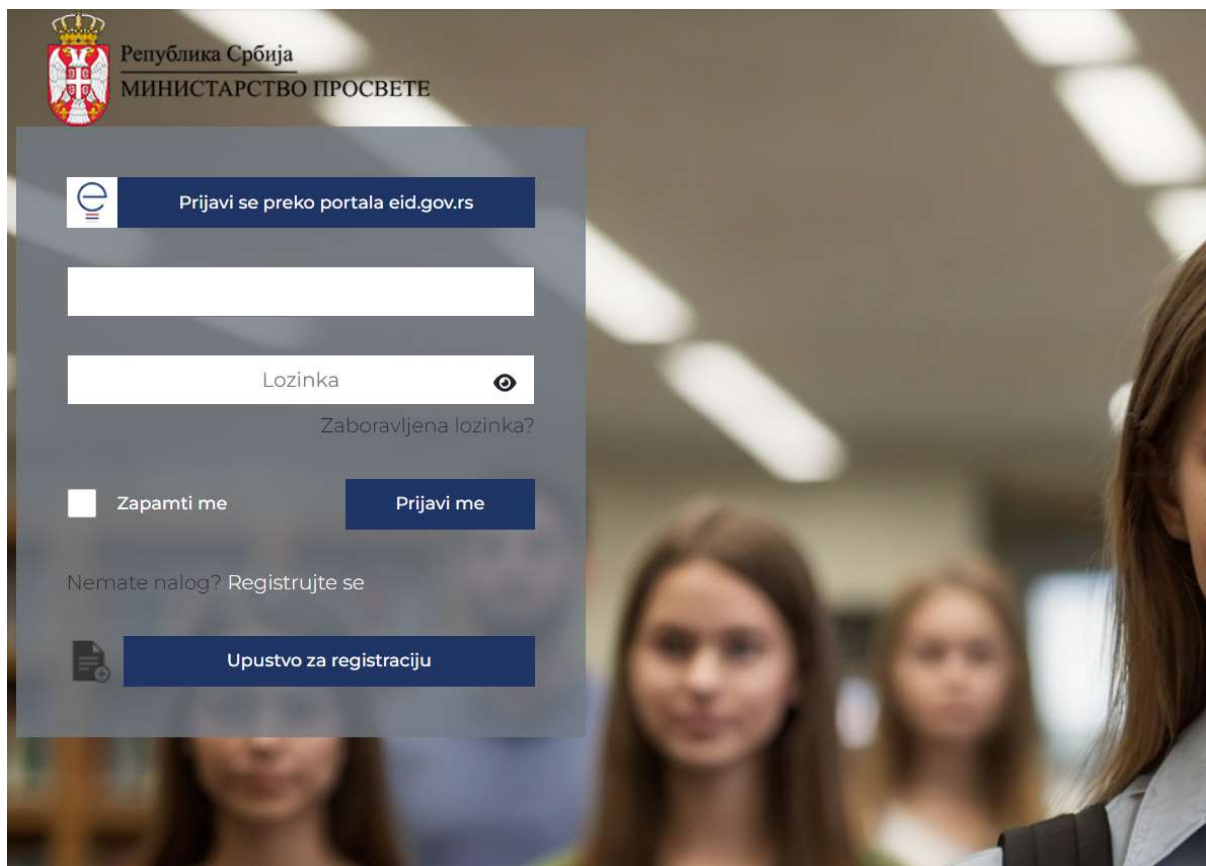 Република Србија
МИНИСТАРСТВО ПРОСВЕТЕ
Prijavi se preko portala eid.gov.rs
Lozinka
Zaboravljena lozinka?
Zapamti me
Prijavi me
Nemate nalog? Registrujte se
Upustvo za registraciju